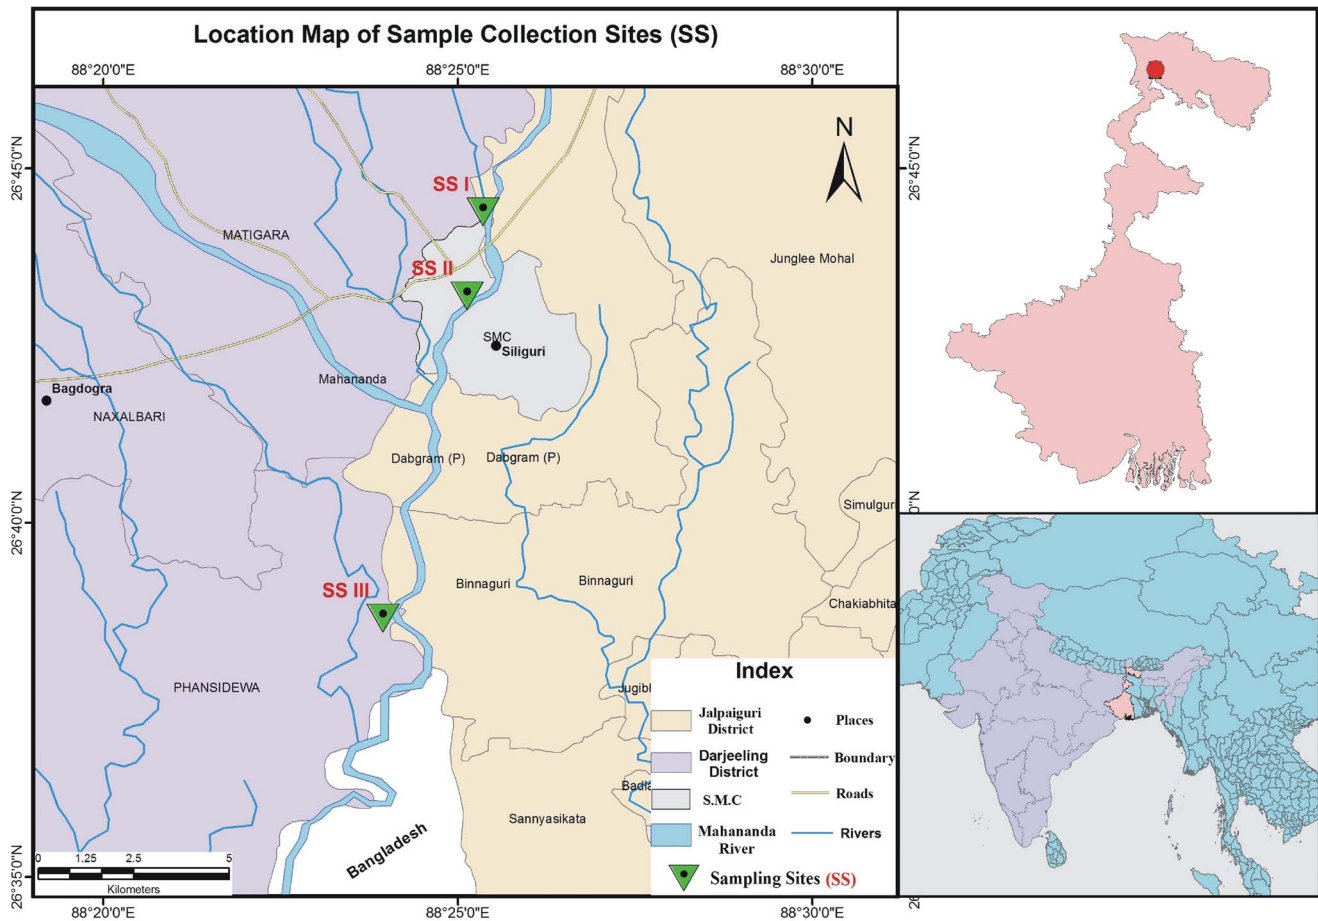 Location Map of Sample Collection Sites (SS)
88°20'0"E
88°25'0"E
88°30'0"E
26°45'0"N
26°45'0"N
N
SS I
MATIGARA
SS II
Junglee Mohal
SMC
Siliguri
Mahananda
Bagdogra
NAXALBARI
Dabgram (P)
Dabgram (P)
Simulgur
26°40'0"N
0"N
Binnaguri
Binnaguri
SS III
Chakiabhita
PHANSIDEWA
Index
Jalpaiguri
District
Places
Darjeeling
District
Boundary
S.M.C
Roads
Mahananda
River
Rivers
Sampling Sites (SS)
Sannyasikata
Bangladesh
0
1.25
2.5
5
Kilometers
26°35'0"N
88°20'0"E
88°25'0"E
88°30'0"E